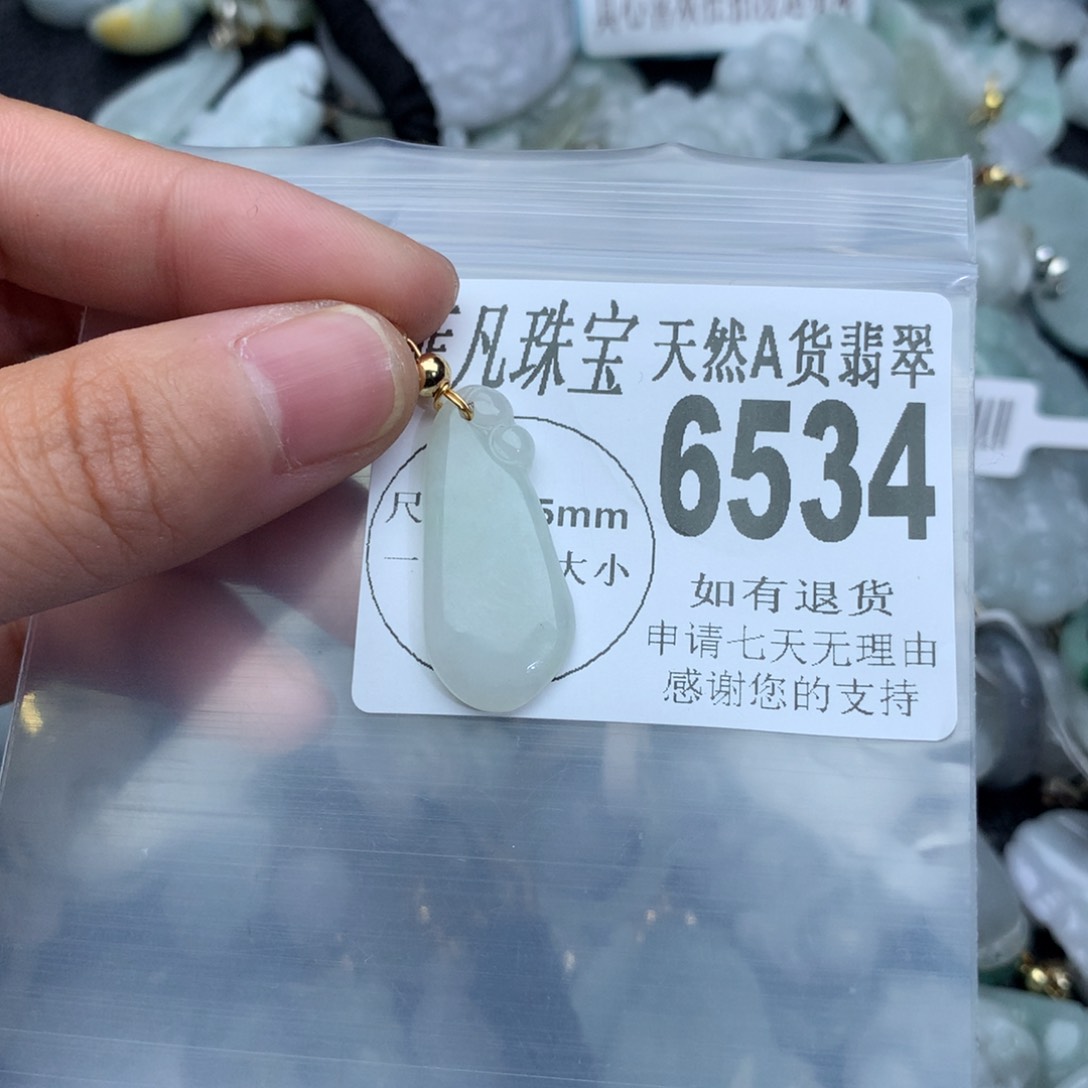 凡珠宝 天然A货翡翠
6534
尺 5mm
一 大小
如有退货
申请七天无理由
感谢您的支持